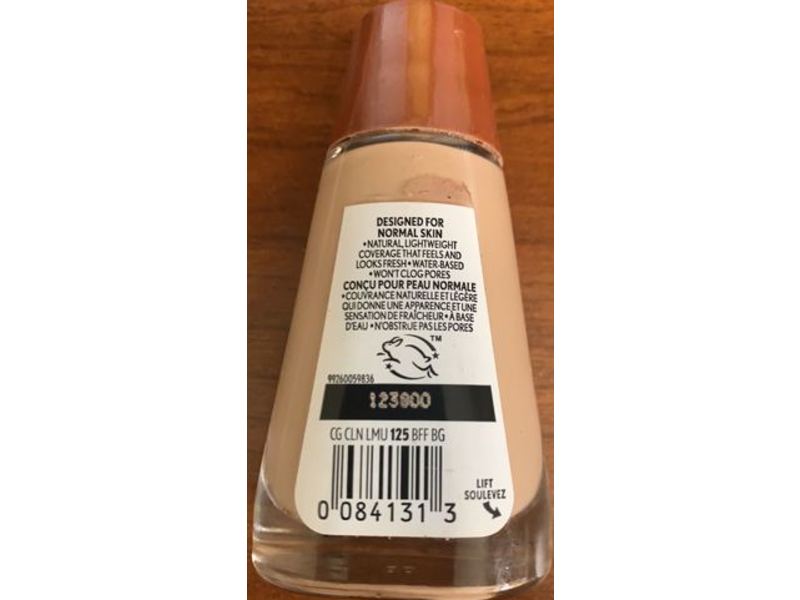 DESIGNED FOR
NORMAL SKIN
•NATURAL, LIGHTWEIGHT
COVERAGE THAT FEELS AND
LOOKS FRESH•WATER-BASED
•WON'T CLOG PORES
CONÇU POUR PEAU NORMALE
•COUVRANCE NATURELLE ET LÉGÈRE
QUI DONNE UNE APPARENCE ET UNE
SENSATION DE FRAÎCHEUR•À BASE
D'EAU•N'OBSTRUE PAS LES PORES
TM
99260059836
CG CLN LMU 125 BFF BG
LIFT
SOULEVEZ
0 084131 3